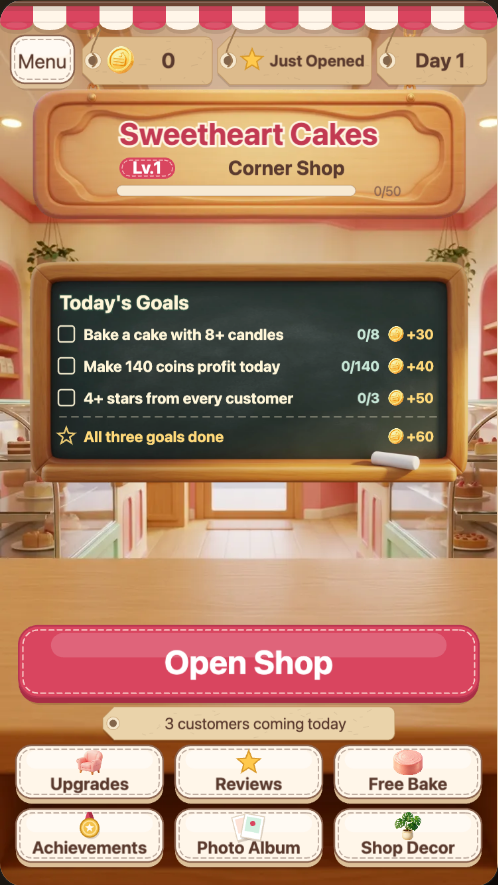 Menu
0
Just Opened
Day 1
Sweetheart Cakes
Lv.1
Corner Shop
0/50
Today's Goals
Bake a cake with 8+ candles 0/8 +30
Make 140 coins profit today 0/140 +40
4+ stars from every customer 0/3 +50
All three goals done +60
Open Shop
3 customers coming today
Upgrades
Reviews
Free Bake
Achievements
Photo Album
Shop Decor